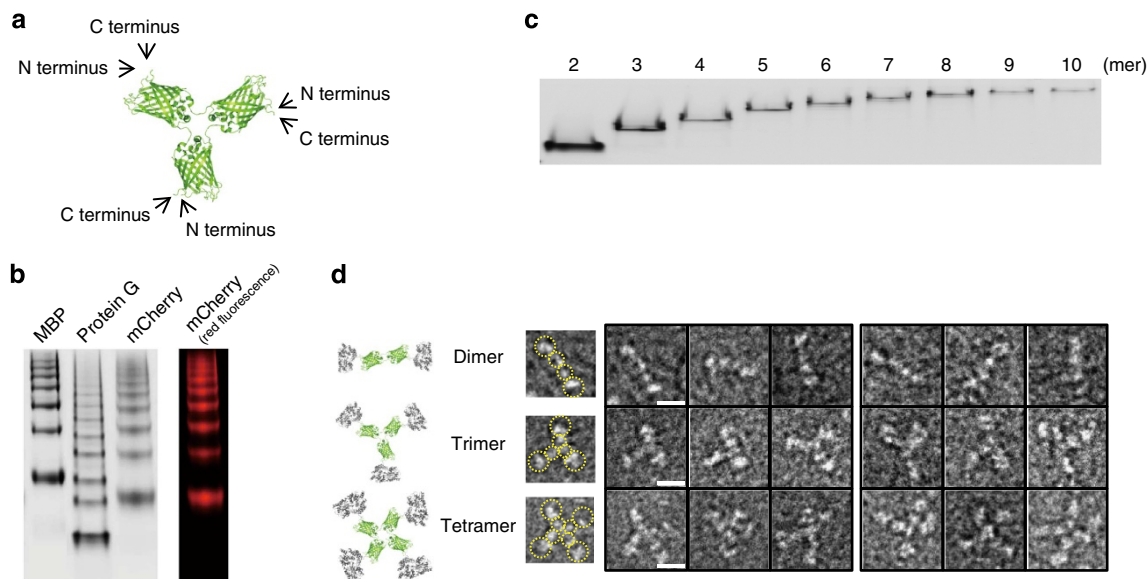 a
C terminus
N terminus
N terminus
C terminus
C terminus
N terminus
b
MBP
Protein G
mCherry
mCherry
(red fluorescence)
c
2 3 4 5 6 7 8 9 10 (mer)
d
Dimer
Trimer
Tetramer